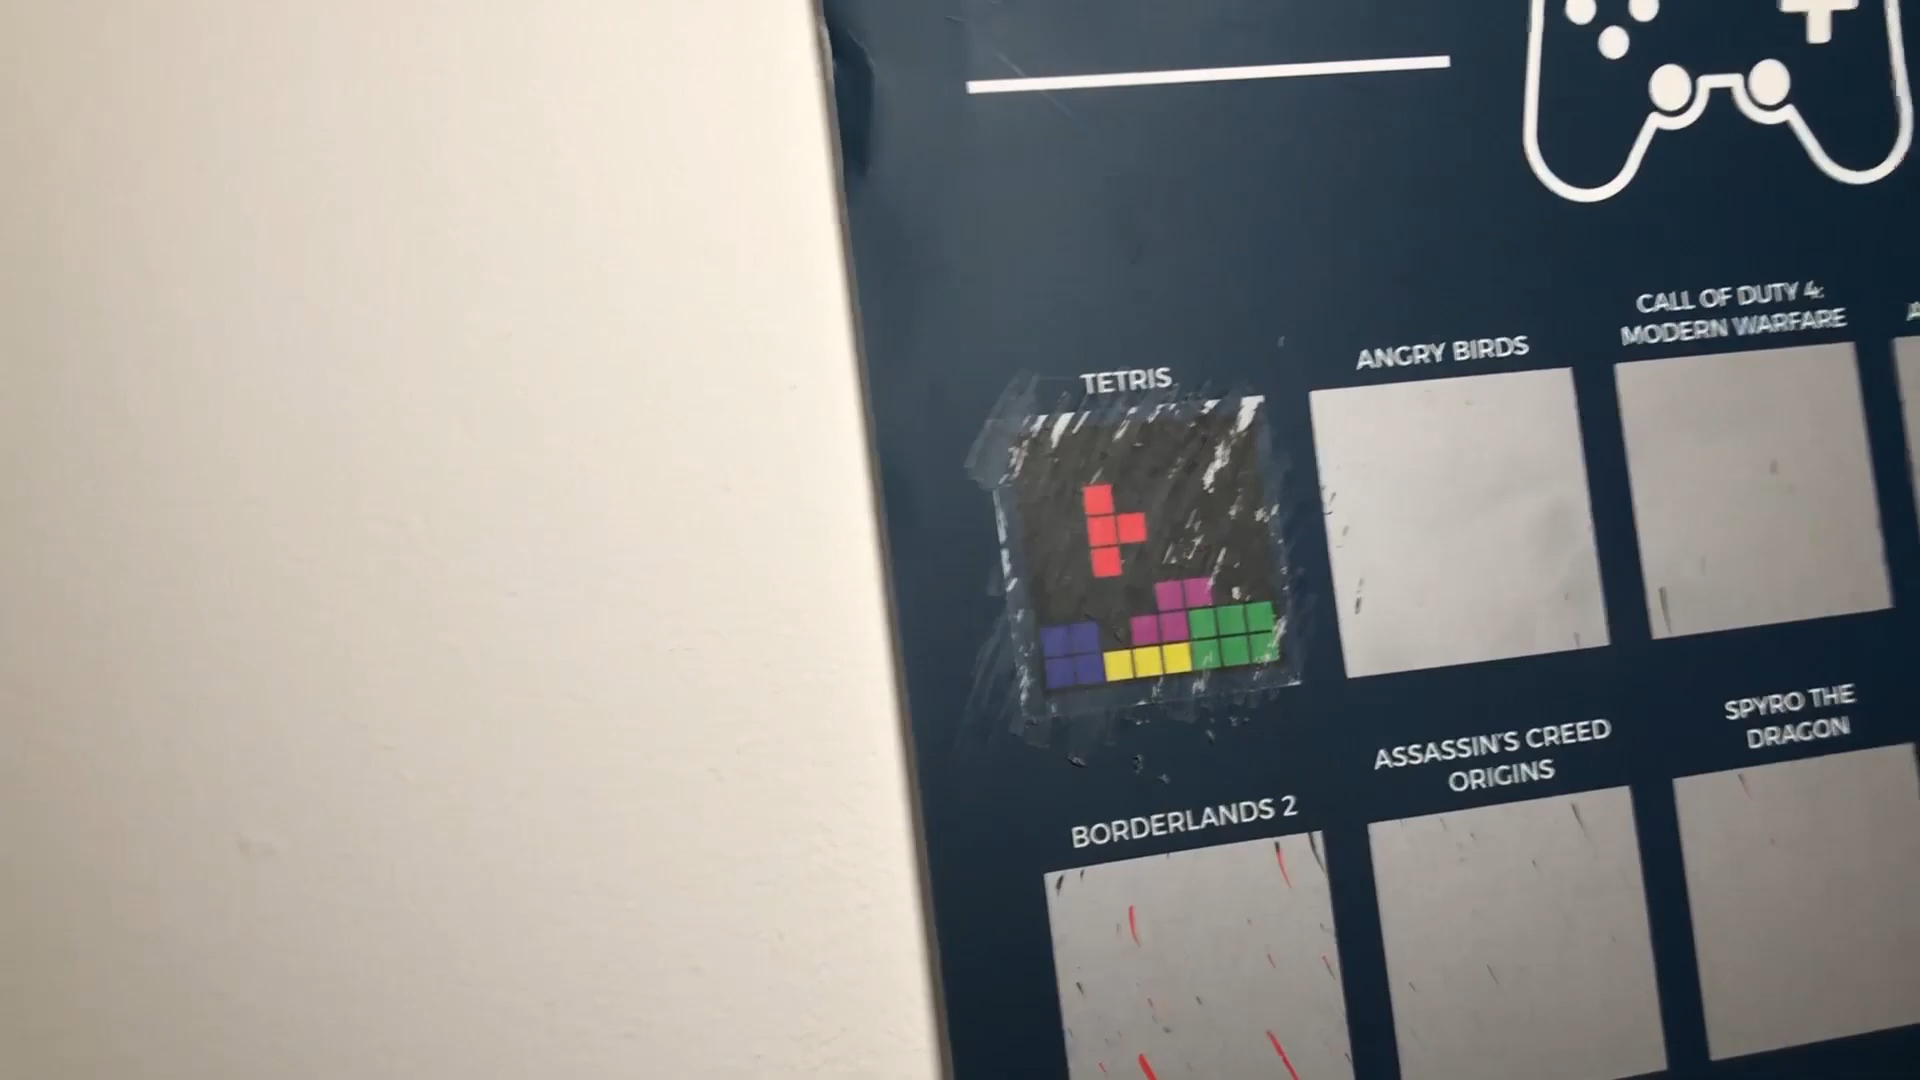 TETRIS
ANGRY BIRDS
CALL OF DUTY 4:
MODERN WARFARE
BORDERLANDS 2
ASSASSIN'S CREED
ORIGINS
SPYRO THE
DRAGON